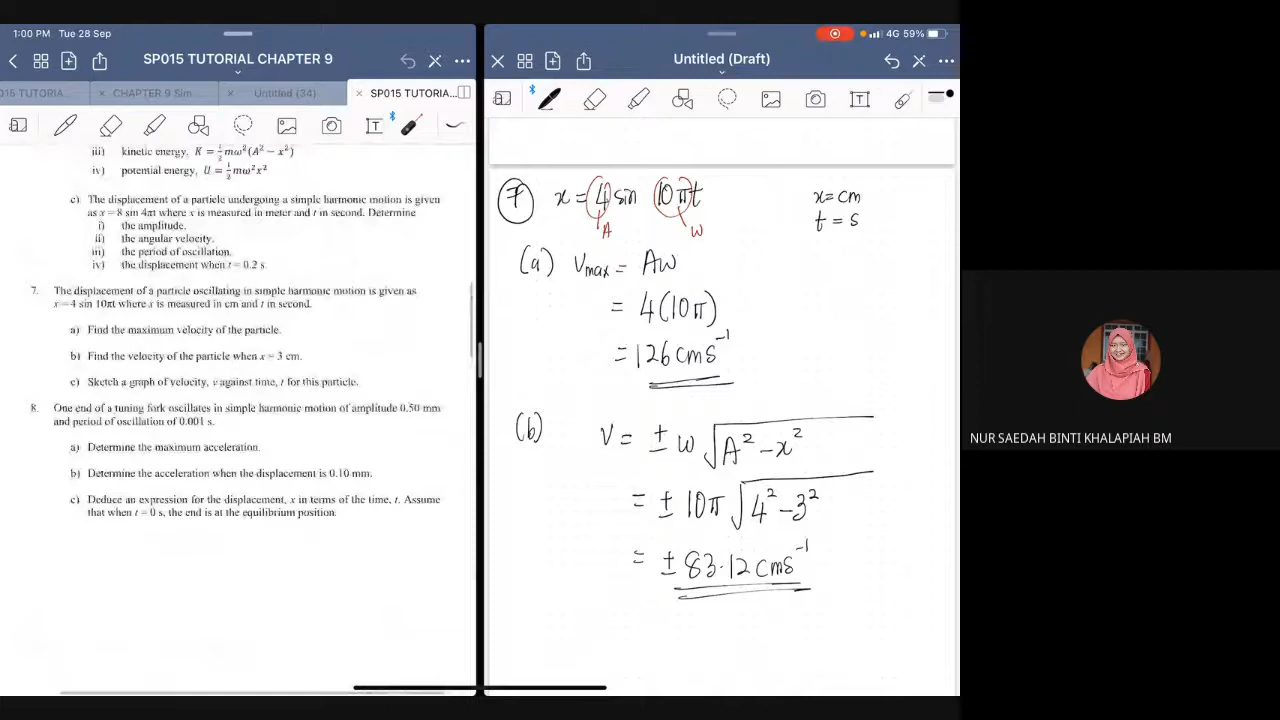 1:00 PM Tue 28 Sep
4G 59%
SP015 TUTORIAL CHAPTER 9
Untitled (Draft)
015 TUTORIA...
CHAPTER 9 Sim
Untitled (34)
SP015 TUTORIA...
iii) kinetic energy, K = ½mω²(A² − x²)
iv) potential energy, U = ½mω²x²
c) The displacement of a particle undergoing a simple harmonic motion is given
as x = 8 sin 4πt where x is measured in meter and t in second. Determine
i) the amplitude.
ii) the angular velocity.
iii) the period of oscillation.
iv) the displacement when t = 0.2 s.
7. The displacement of a particle oscillating in simple harmonic motion is given as
x = 4 sin 10πt where x is measured in cm and t in second.
a) Find the maximum velocity of the particle.
b) Find the velocity of the particle when x = 3 cm.
c) Sketch a graph of velocity, v against time, t for this particle.
8. One end of a tuning fork oscillates in simple harmonic motion of amplitude 0.50 mm
and period of oscillation of 0.001 s.
a) Determine the maximum acceleration.
b) Determine the acceleration when the displacement is 0.10 mm.
c) Deduce an expression for the displacement, x in terms of the time, t. Assume
that when t = 0 s, the end is at the equilibrium position.
7 x = 4 sin 10πt
A ω
x = cm
t = s
(a) Vmax = Aω
= 4(10π)
= 126 cms⁻¹
(b) V = ± ω √A² − x²
= ± 10π √4² − 3²
= ± 83.12 cms⁻¹
NUR SAEDAH BINTI KHALAPIAH BM